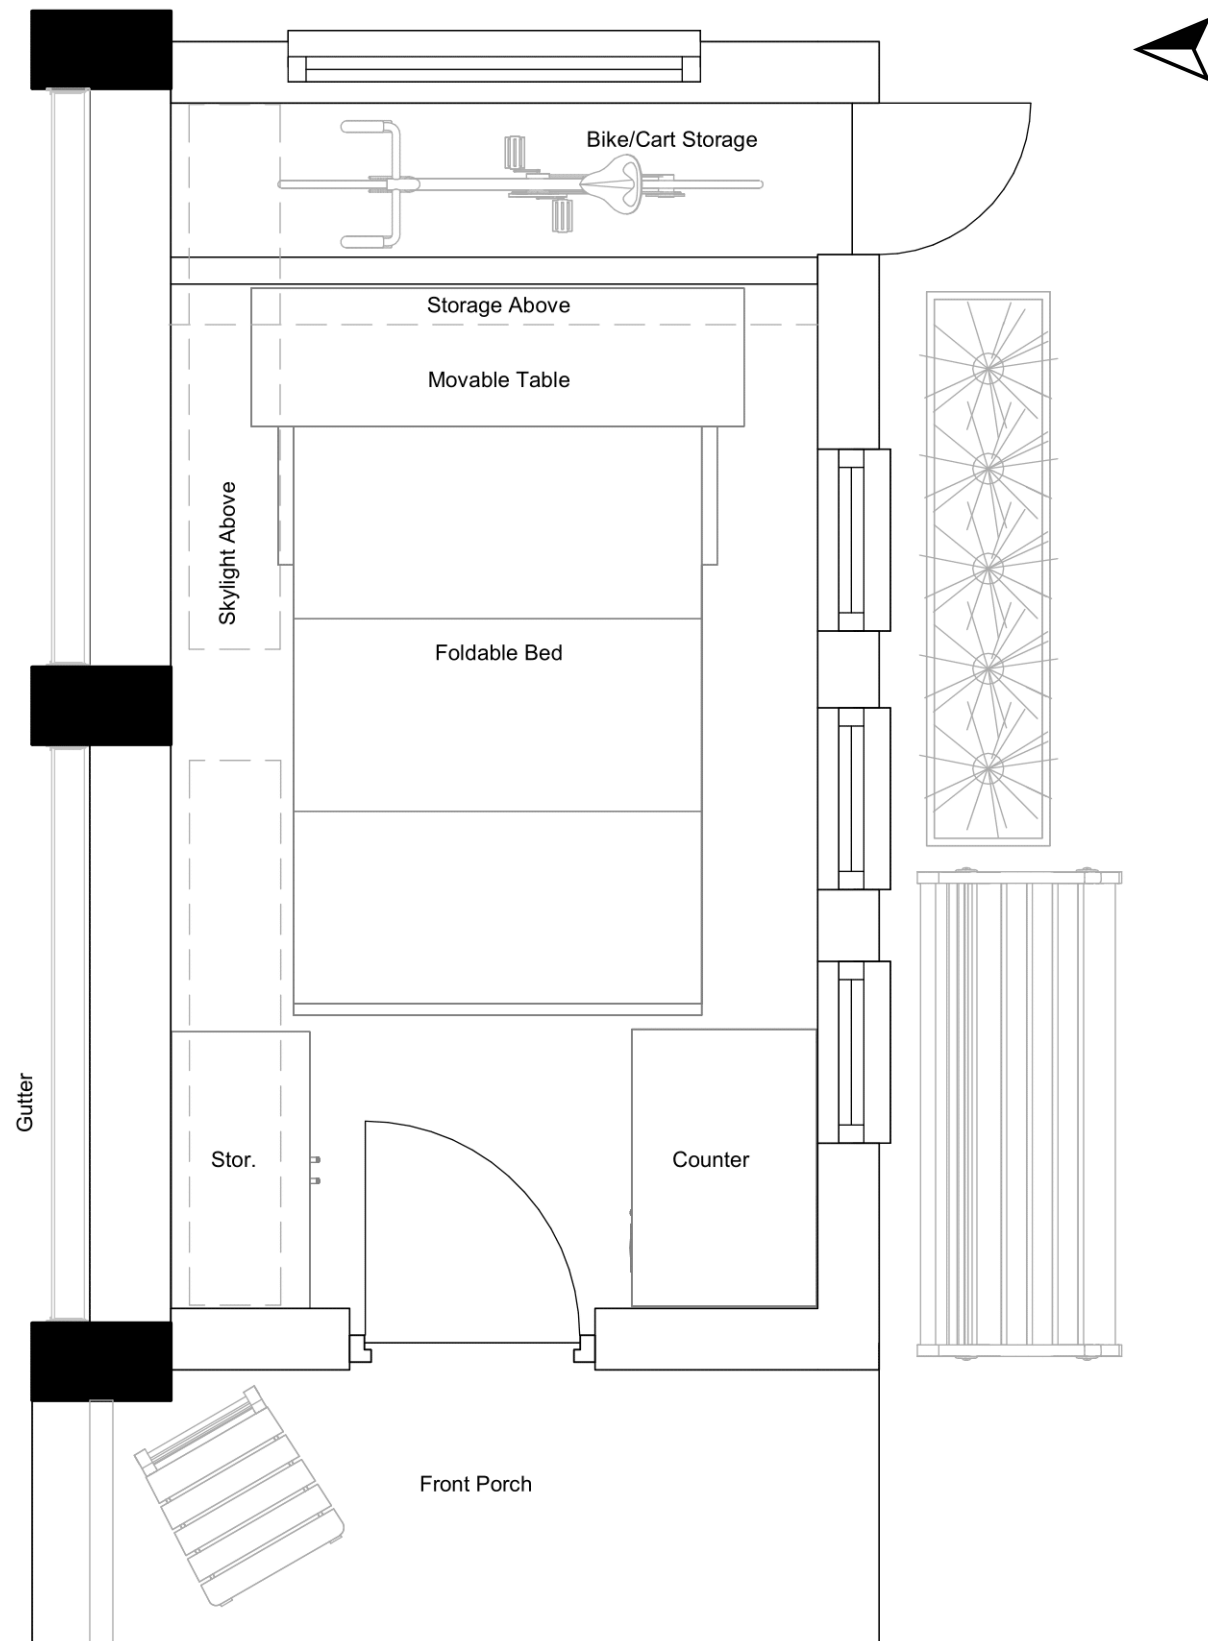 Bike/Cart Storage
Storage Above
Movable Table
Skylight Above
Foldable Bed
Gutter
Stor.
Counter
Front Porch